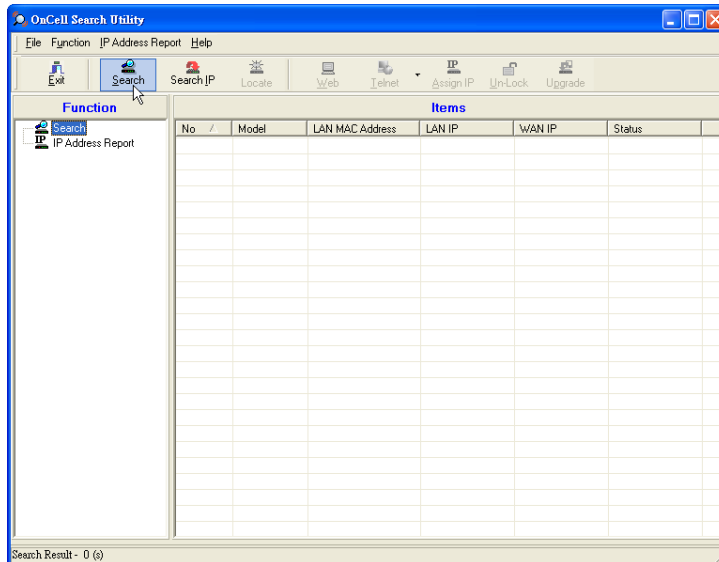 OnCell Search Utility
File Function IP Address Report Help
Exit Search Search IP Locate Web Telnet IP Assign IP Un-Lock Upgrade
Function Items
Search
IP IP Address Report
No Model LAN MAC Address LAN IP WAN IP Status
Search Result - 0 (s)